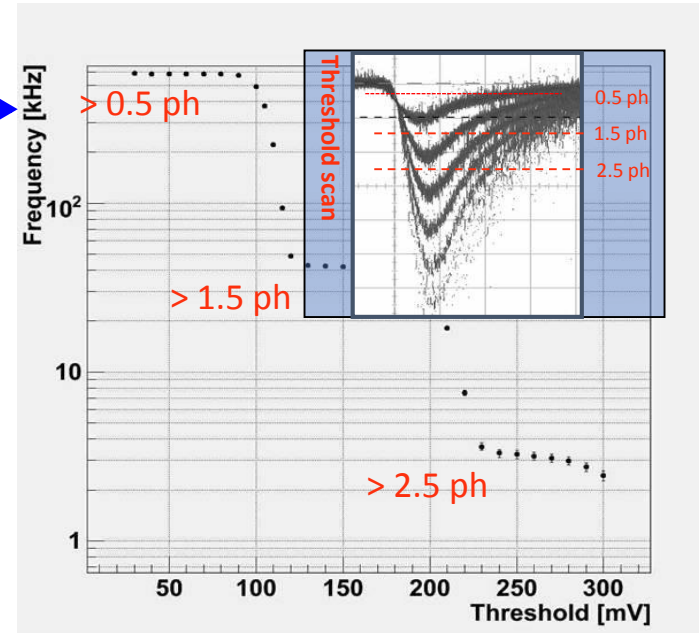 Frequency [kHz]
> 0.5 ph
Threshold scan
0.5 ph
1.5 ph
2.5 ph
10²
> 1.5 ph
10
> 2.5 ph
1
50 100 150 200 250 300
Threshold [mV]